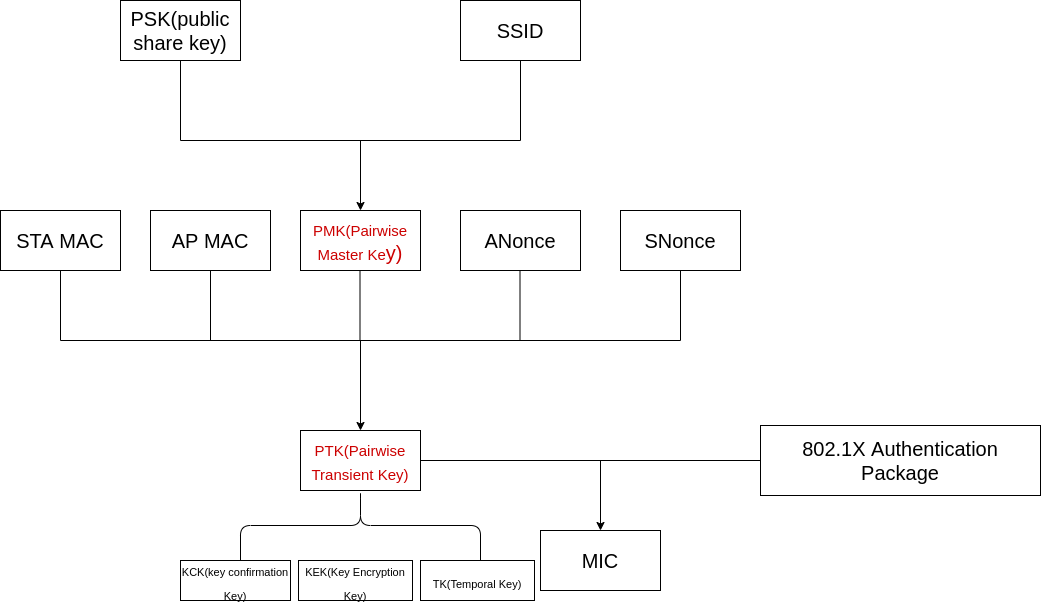 PSK(public
share key)
SSID
STA MAC
AP MAC
PMK(Pairwise
Master Key)
ANonce
SNonce
PTK(Pairwise
Transient Key)
802.1X Authentication
Package
KCK(key confirmation
Key)
KEK(Key Encryption
Key)
TK(Temporal Key)
MIC